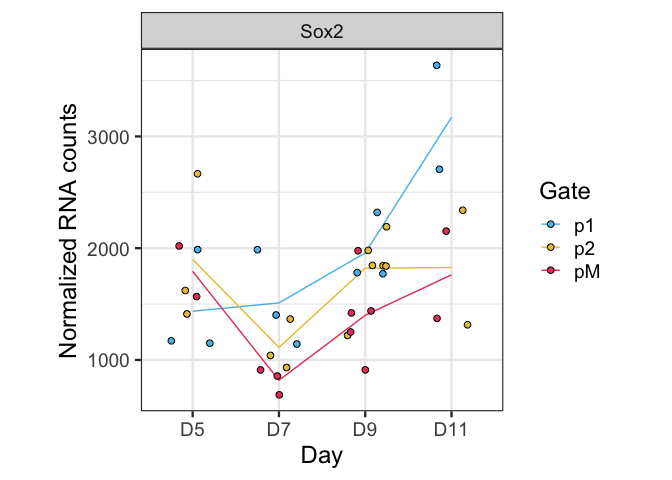 Sox2
Normalized RNA counts
3000
2000
1000
D5 D7 D9 D11
Day
Gate
p1
p2
pM